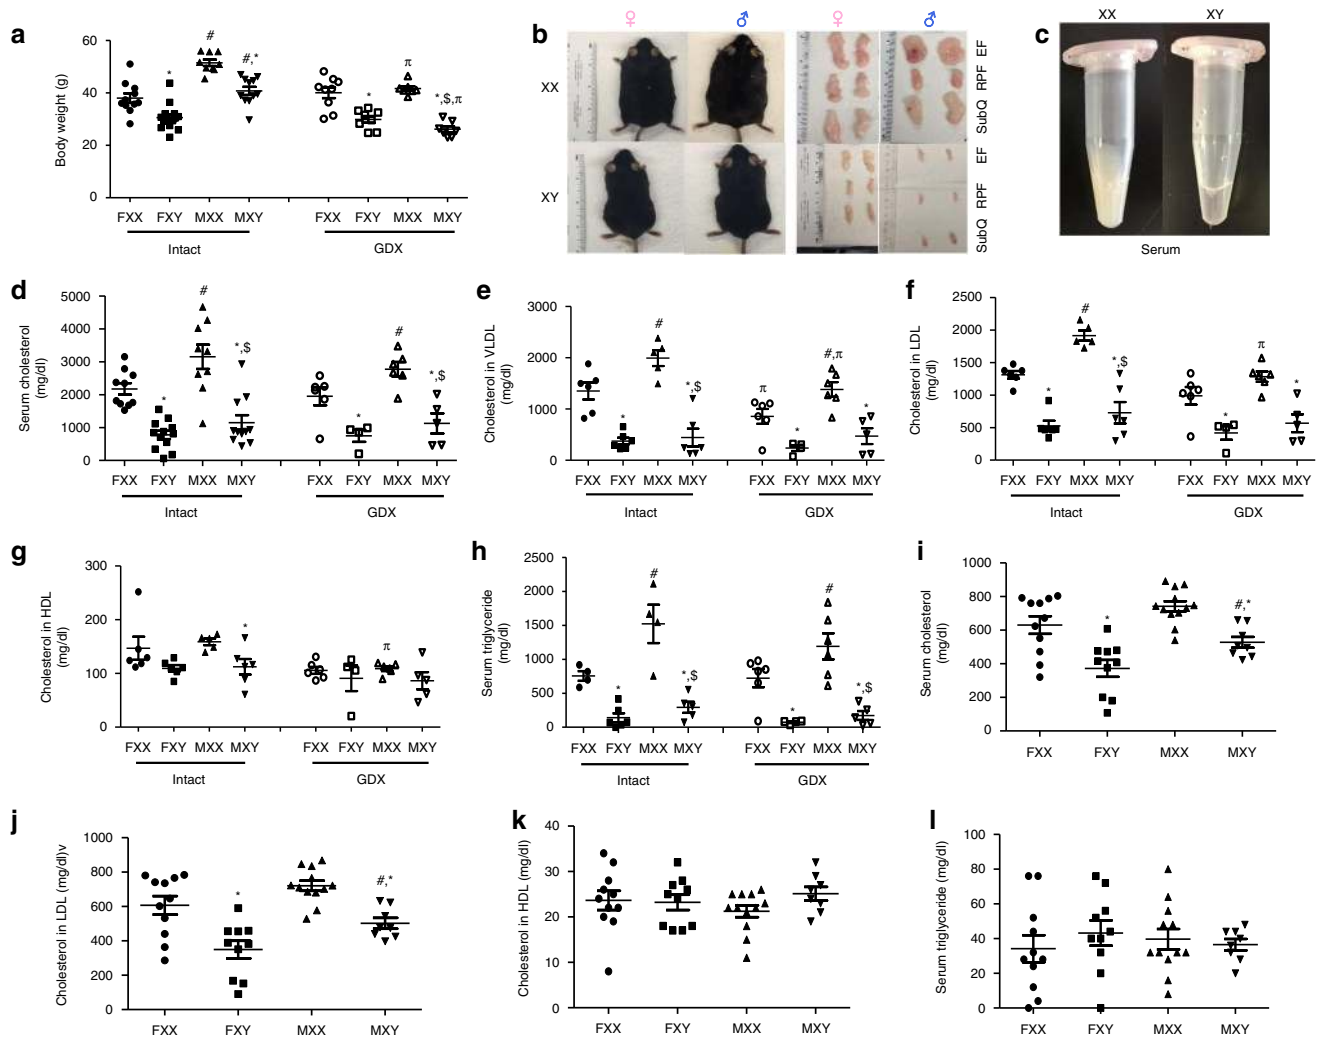 a
Body weight (g)
60
40
20
0
*
#
#,*
*
π
*,$,π
FXX FXY MXX MXY FXX FXY MXX MXY
Intact GDX
b
♀ ♂ ♀ ♂
XX
XY
EF
RPF
SubQ
EF
RPF
SubQ
c
XX XY
Serum
d
Serum cholesterol
(mg/dl)
5000
4000
3000
2000
1000
0
*
#
*,$
*
#
*,$
FXX FXY MXX MXY FXX FXY MXX MXY
Intact GDX
e
Cholesterol in VLDL
(mg/dl)
3000
2000
1000
0
*
#
*,$
π
*
#,π
*
FXX FXY MXX MXY FXX FXY MXX MXY
Intact GDX
f
Cholesterol in LDL
(mg/dl)
2500
2000
1500
1000
500
0
*
#
*,$
*
π
*
FXX FXY MXX MXY FXX FXY MXX MXY
Intact GDX
g
Cholesterol in HDL
(mg/dl)
300
200
100
0
*
π
FXX FXY MXX MXY FXX FXY MXX MXY
Intact GDX
h
Serum triglyceride
(mg/dl)
2500
2000
1500
1000
500
0
*
#
*,$
*
#
*,$
FXX FXY MXX MXY FXX FXY MXX MXY
Intact GDX
i
Serum cholesterol
(mg/dl)
1000
800
600
400
200
0
*
#,*
FXX FXY MXX MXY
j
Cholesterol in LDL (mg/dl)v
1000
800
600
400
200
0
*
#,*
FXX FXY MXX MXY
k
Cholesterol in HDL (mg/dl)
40
30
20
10
0
FXX FXY MXX MXY
l
Serum triglyceride (mg/dl)
100
80
60
40
20
0
FXX FXY MXX MXY